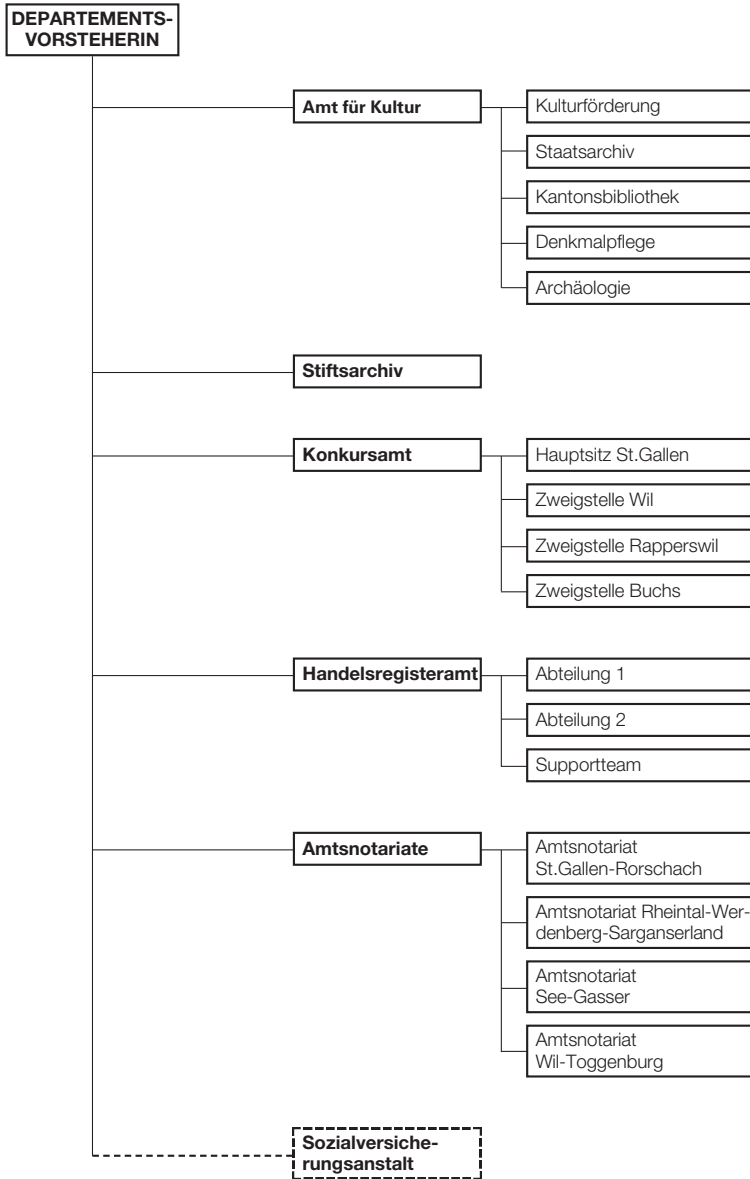 DEPARTEMENTS-
VORSTEHERIN
Amt für Kultur
Kulturförderung
Staatsarchiv
Kantonsbibliothek
Denkmalpflege
Archäologie
Stiftsarchiv
Konkursamt
Hauptsitz St.Gallen
Zweigstelle Wil
Zweigstelle Rapperswil
Zweigstelle Buchs
Handelsregisteramt
Abteilung 1
Abteilung 2
Supportteam
Amtsnotariate
Amtsnotariat
St.Gallen-Rorschach
Amtsnotariat Rheintal-Wer-
denberg-Sarganserland
Amtsnotariat
See-Gasser
Amtsnotariat
Wil-Toggenburg
Sozialversiche-
rungsanstalt